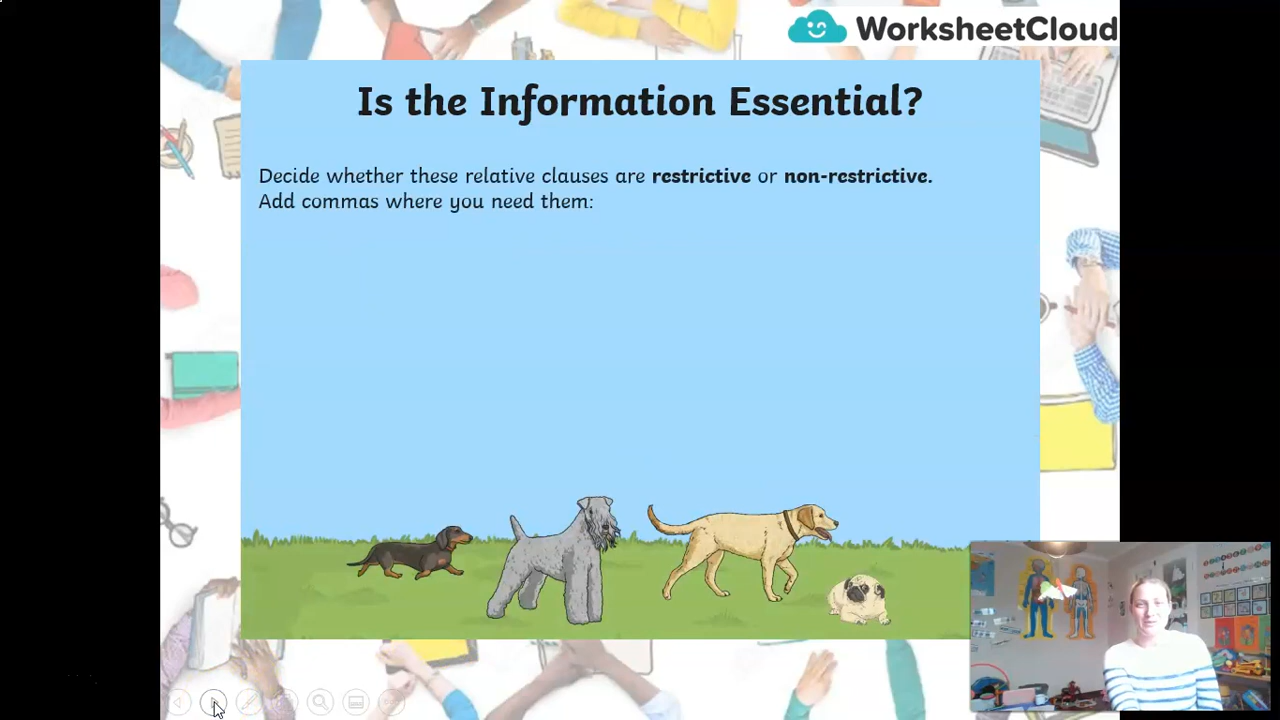 WorksheetCloud
Is the Information Essential?
Decide whether these relative clauses are restrictive or non-restrictive.
Add commas where you need them: